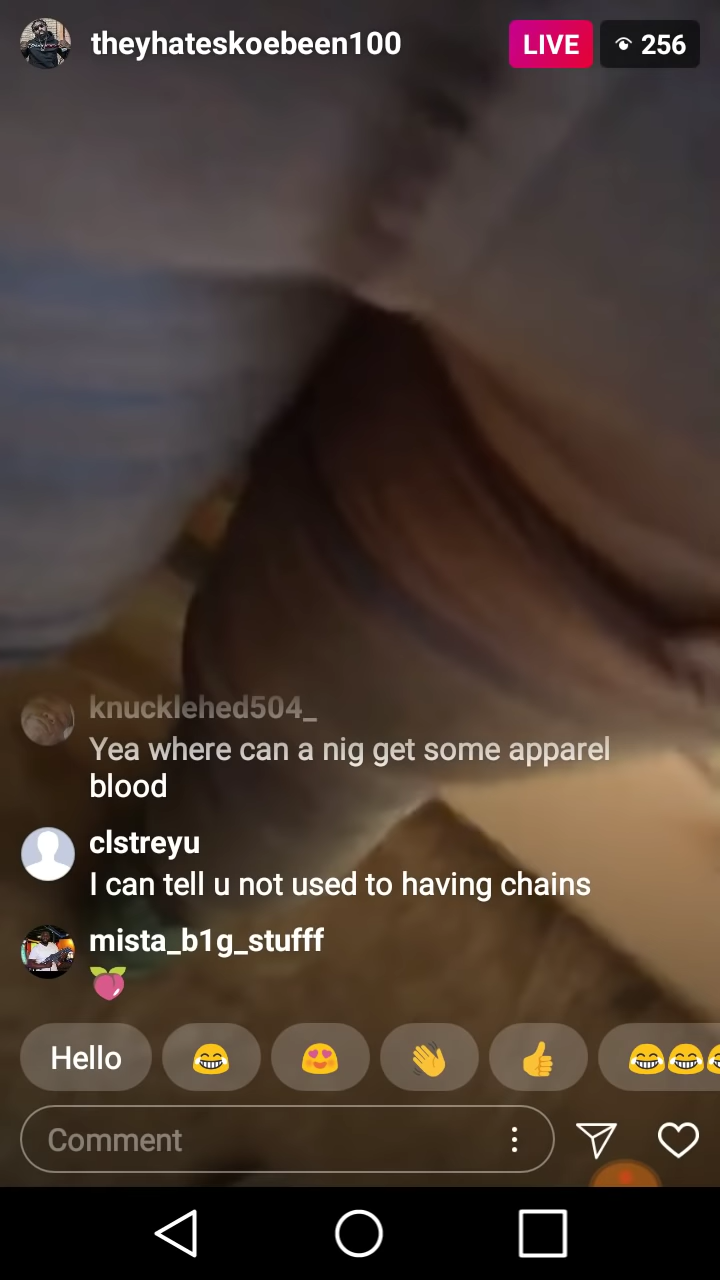 theyhateskoebeen100
LIVE
256
knucklehed504_
Yea where can a nig get some apparel
blood
clstreyu
I can tell u not used to having chains
mista_b1g_stufff
Hello
Comment